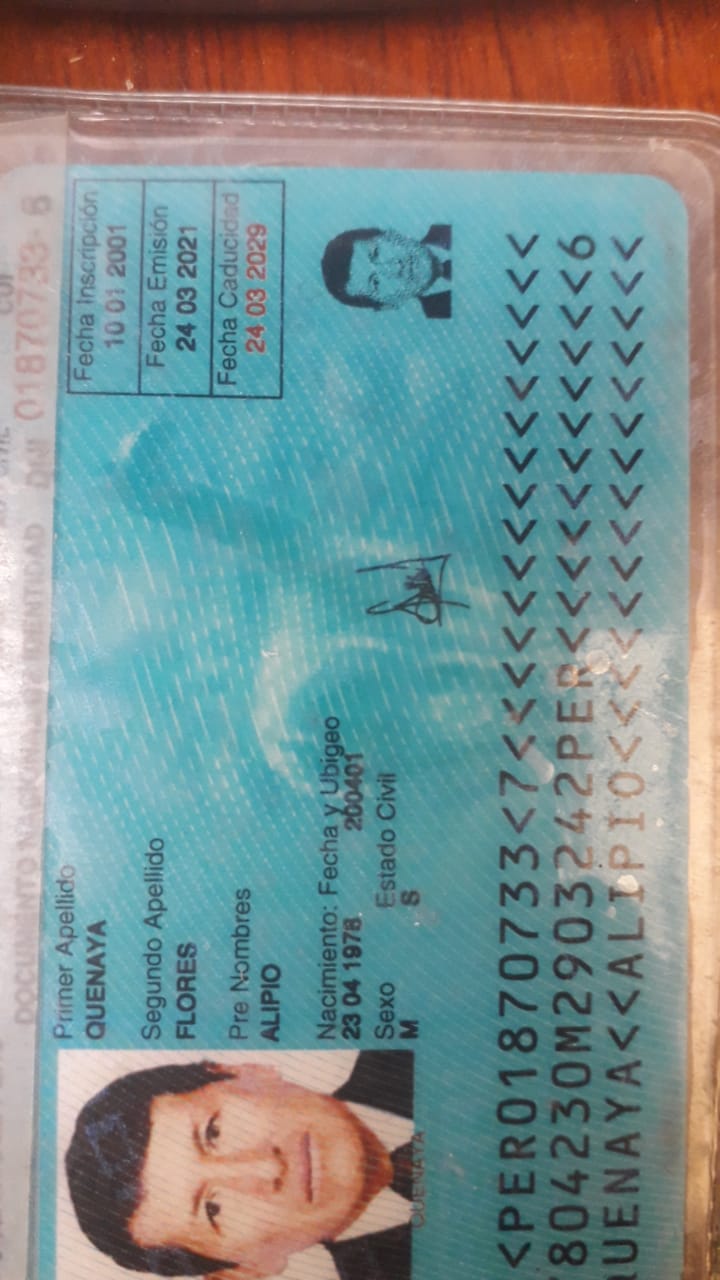 DOCUMENTO NACIONAL DE IDENTIDAD DNI 01870733-6
CUI
Primer Apellido
QUENAYA
Segundo Apellido
FLORES
Pre Nombres
ALIPIO
Nacimiento: Fecha y Ubigeo
23 04 1978 200401
Sexo Estado Civil
M S
Fecha Inscripción
10 01 2001
Fecha Emisión
24 03 2021
Fecha Caducidad
24 03 2029
QUENAYA
<PER01870733<7<<<<<<<<<<<<<<<
804230M2903242PER<<<<<<<<<<<6
UENAYA<<ALIPIO<<<<<<<<<<<<<<<